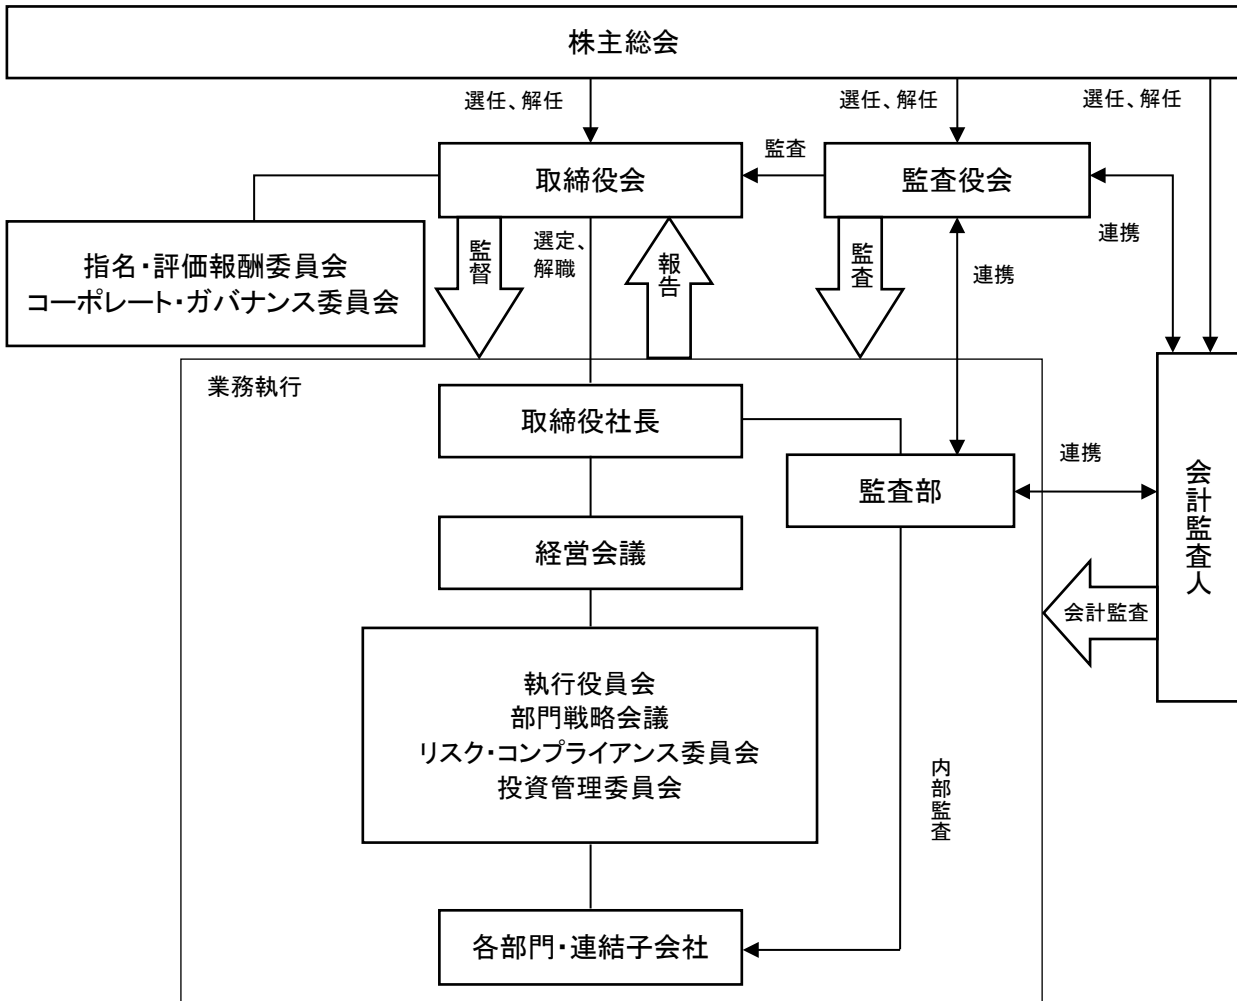 株主総会
選任、解任
選任、解任
選任、解任
取締役会
監査
監査役会
連携
指名・評価報酬委員会
コーポレート・ガバナンス委員会
監督
選定、
解職
報告
監査
連携
業務執行
取締役社長
監査部
連携
会計監査人
経営会議
会計監査
執行役員会
部門戦略会議
リスク・コンプライアンス委員会
投資管理委員会
内部監査
各部門・連結子会社